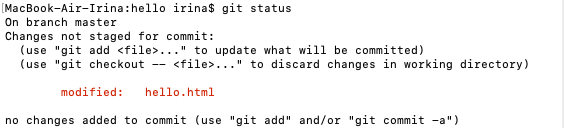 [MacBook-Air-Irina:hello irina$ git status
On branch master
Changes not staged for commit:
  (use "git add <file>..." to update what will be committed)
  (use "git checkout -- <file>..." to discard changes in working directory)

        modified:   hello.html

no changes added to commit (use "git add" and/or "git commit -a")